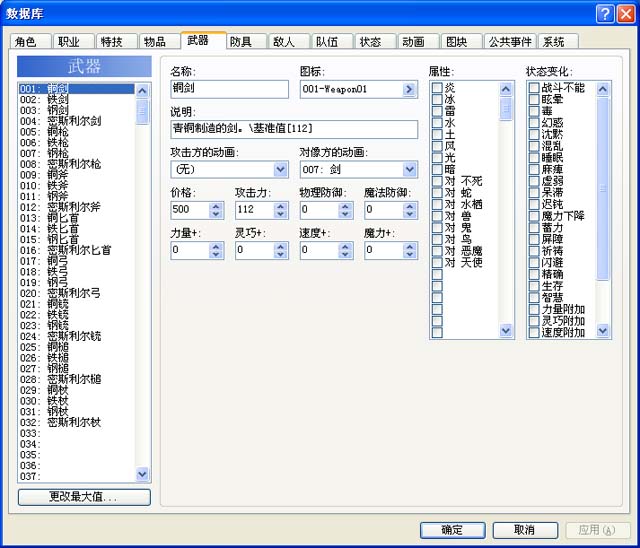 数据库
角色 职业 特技 物品 武器 防具 敌人 队伍 状态 动画 图块 公共事件 系统
武器
001: 铜剑
002: 铁剑
003: 钢剑
004: 密斯利尔剑
005: 铜枪
006: 铁枪
007: 钢枪
008: 密斯利尔枪
009: 铜斧
010: 铁斧
011: 钢斧
012: 密斯利尔斧
013: 铜匕首
014: 铁匕首
015: 钢匕首
016: 密斯利尔匕首
017: 铜弓
018: 铁弓
019: 钢弓
020: 密斯利尔弓
021: 铜铳
022: 铁铳
023: 钢铳
024: 密斯利尔铳
025: 铜槌
026: 铁槌
027: 钢槌
028: 密斯利尔槌
029: 铜杖
030: 铁杖
031: 钢杖
032: 密斯利尔杖
033:
034:
035:
036:
037:
更改最大值...
名称:
铜剑
图标:
001-Weapon01
说明:
青铜制造的剑。\基准值[112]
攻击方的动画:
(无)
对像方的动画:
007: 剑
价格: 攻击力: 物理防御: 魔法防御:
500 112 0 0
力量+: 灵巧+: 速度+: 魔力+:
0 0 0 0
属性:
炎
冰
雷
水
土
风
光
暗
对 不死
对 蛇
对 水栖
对 兽
对 鬼
对 鸟
对 恶魔
对 天使
状态变化:
战斗不能
眩晕
毒
幻惑
沈默
混乱
睡眠
麻痺
虚弱
呆滞
迟钝
魔力下降
蓄力
屏障
祈祷
闪避
精确
生存
智慧
力量附加
灵巧附加
速度附加
确定 取消 应用(A)